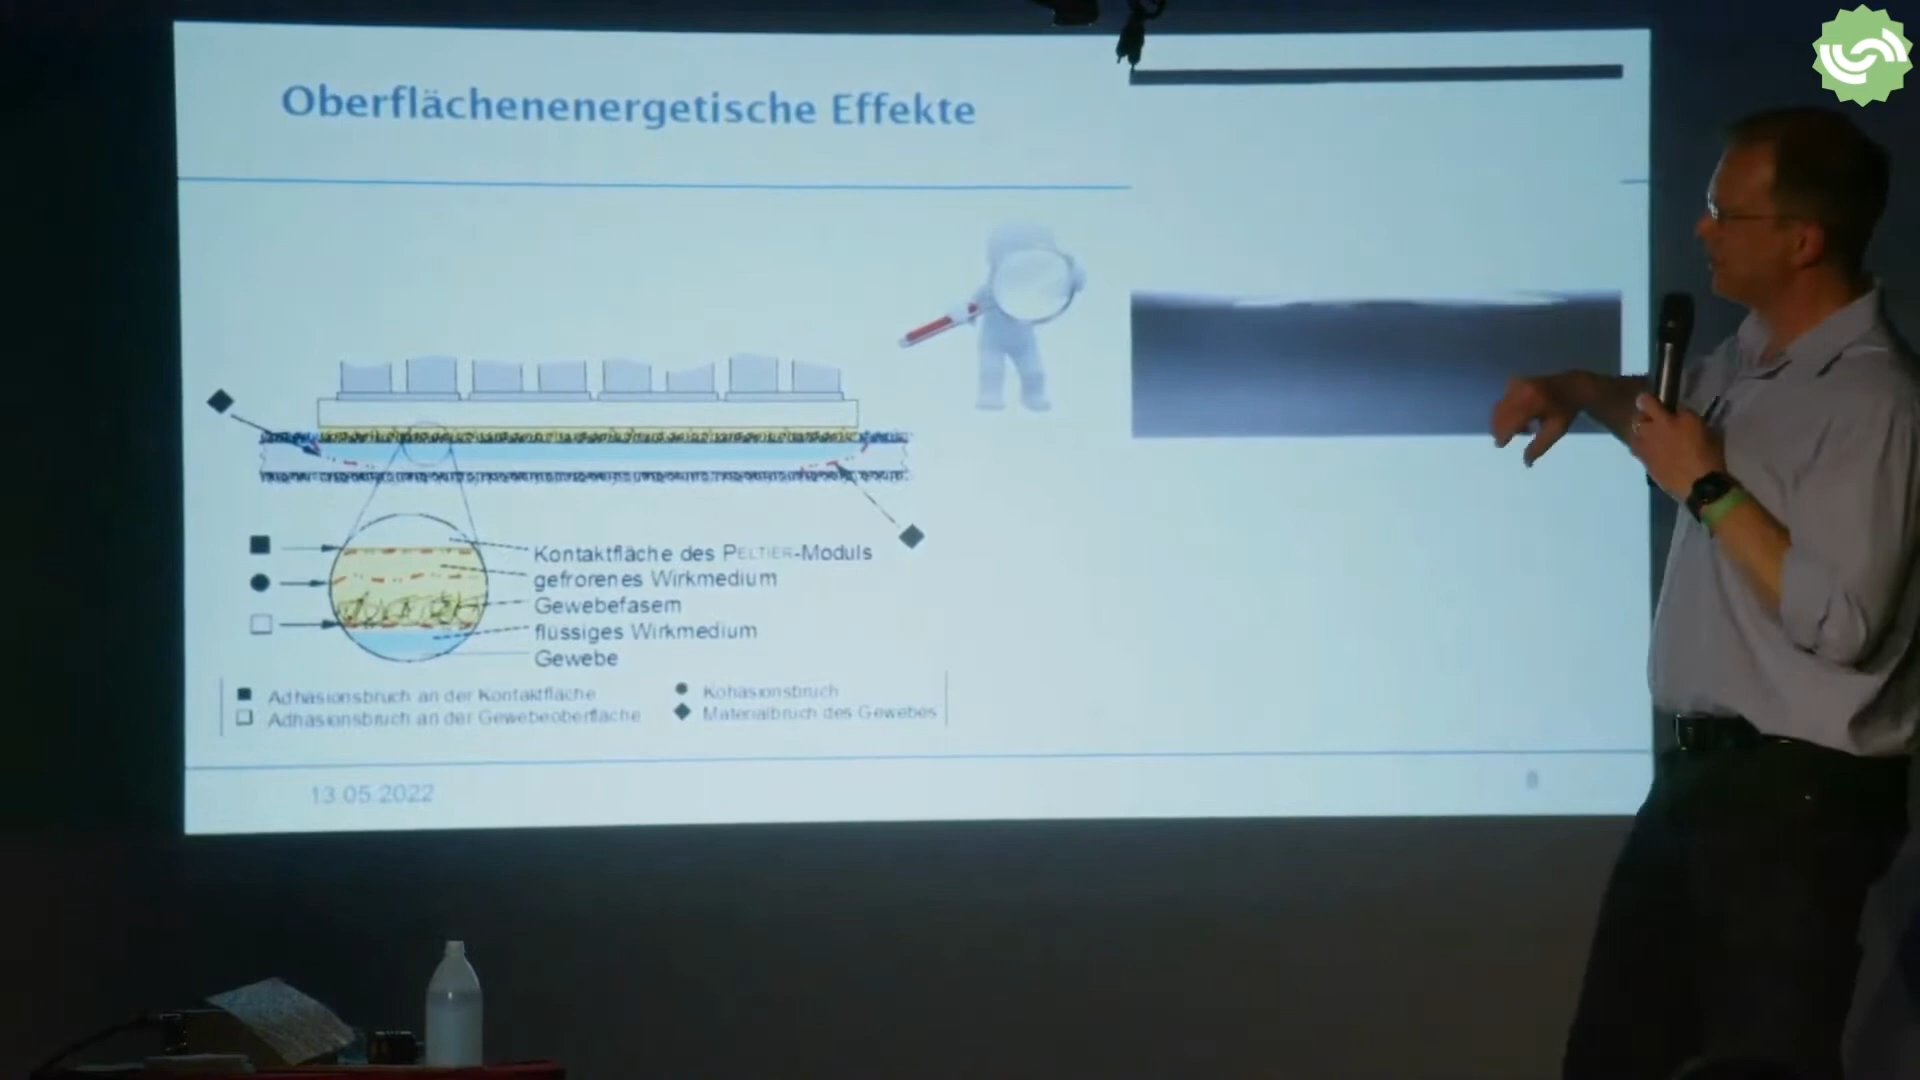 Oberflächenenergetische Effekte
Kontaktfläche des PELTIER-Moduls
gefrorenes Wirkmedium
Gewebefasern
flüssiges Wirkmedium
Gewebe
Adhäsionsbruch an der Kontaktfläche
Adhäsionsbruch an der Gewebeoberfläche
Kohäsionsbruch
Materialbruch des Gewebes
13.05.2022
8